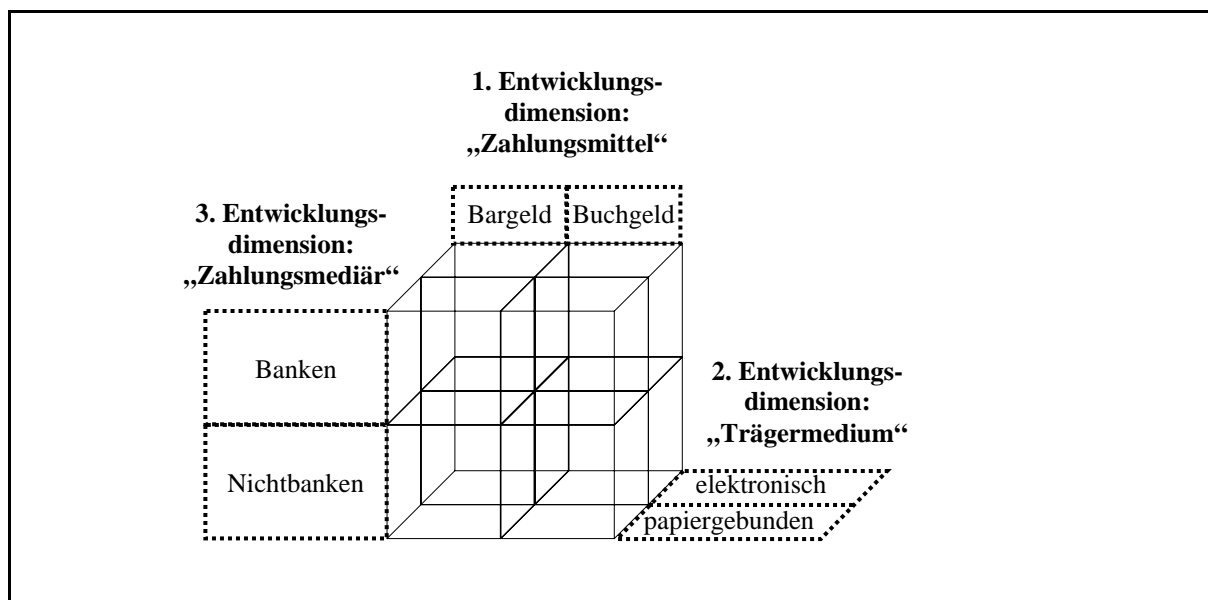 1. Entwicklungs-
dimension:
„Zahlungsmittel“
Bargeld
Buchgeld
3. Entwicklungs-
dimension:
„Zahlungsmediär“
Banken
Nichtbanken
2. Entwicklungs-
dimension:
„Trägermedium“
elektronisch
papiergebunden